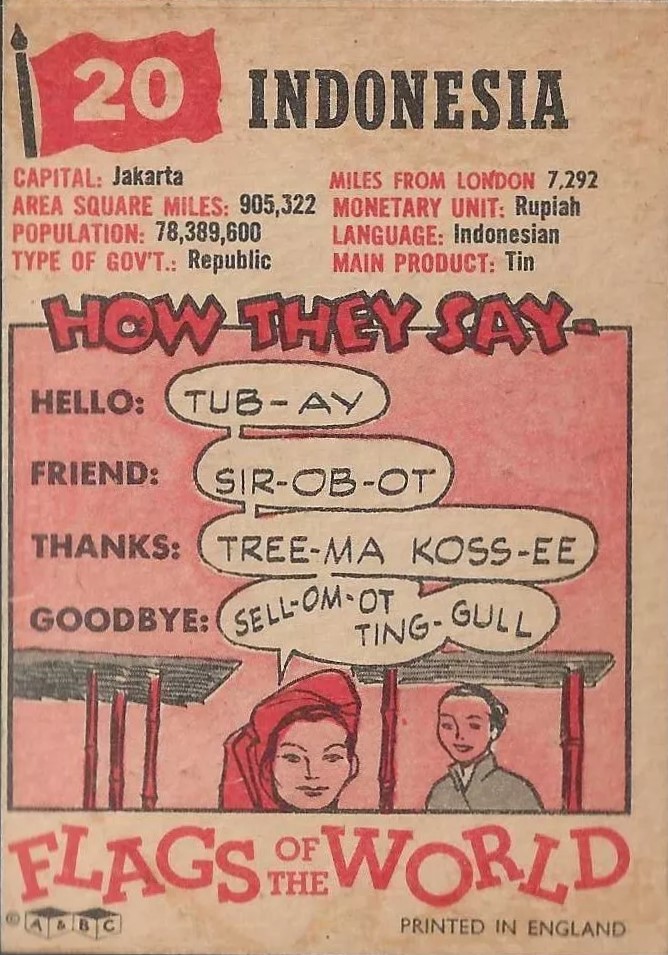 20 INDONESIA
CAPITAL: Jakarta
AREA SQUARE MILES: 905,322
POPULATION: 78,389,600
TYPE OF GOV'T.: Republic
MILES FROM LONDON 7,292
MONETARY UNIT: Rupiah
LANGUAGE: Indonesian
MAIN PRODUCT: Tin
HOW THEY SAY-
HELLO: TUB-AY
FRIEND: SIR-OB-OT
THANKS: TREE-MA KOSS-EE
GOODBYE: SELL-OM-OT
TING-GULL
FLAGS OF THE WORLD
© A&BC
PRINTED IN ENGLAND